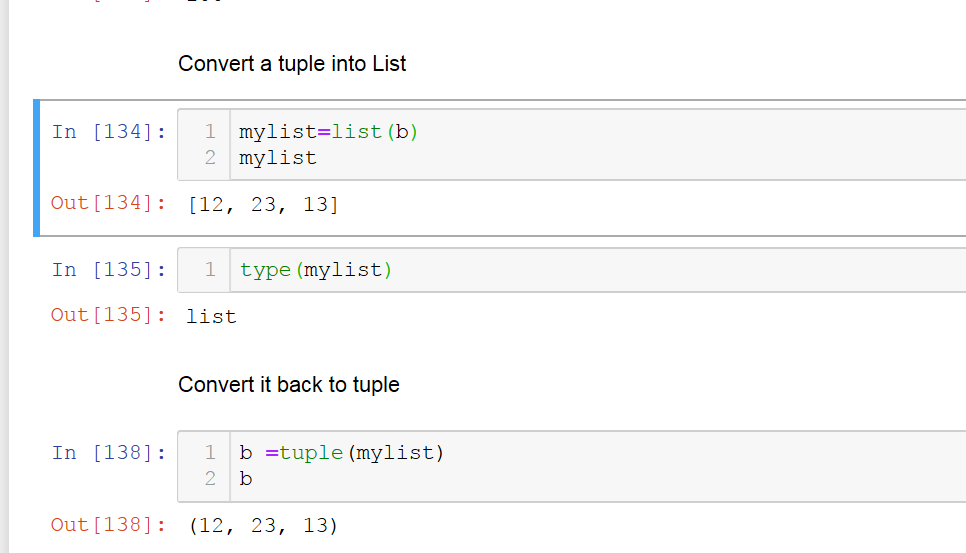 Convert a tuple into List
In [134]: 1 mylist=list(b)
2 mylist
Out[134]: [12, 23, 13]
In [135]: 1 type(mylist)
Out[135]: list
Convert it back to tuple
In [138]: 1 b =tuple(mylist)
2 b
Out[138]: (12, 23, 13)